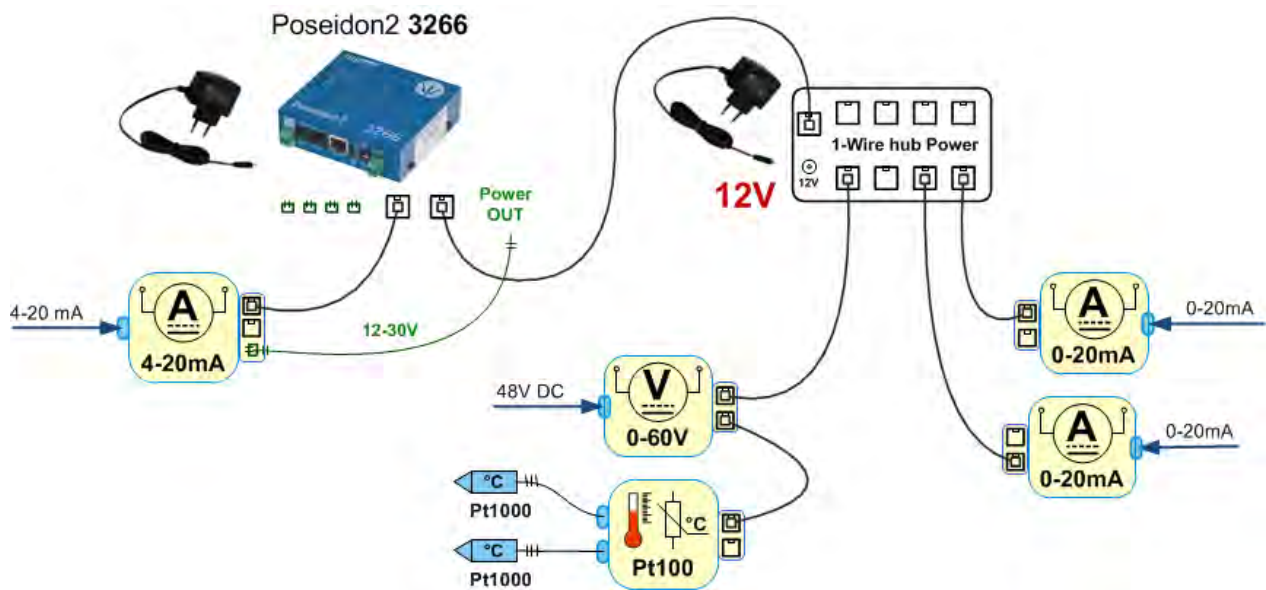 Poseidon2 3266
3266
1-Wire hub Power
12V
12V
Power
OUT
4-20 mA
A
4-20mA
12-30V
A
0-20mA
0-20mA
48V DC
V
0-60V
A
0-20mA
0-20mA
°C
Pt1000
°C
Pt1000
°C
Pt100